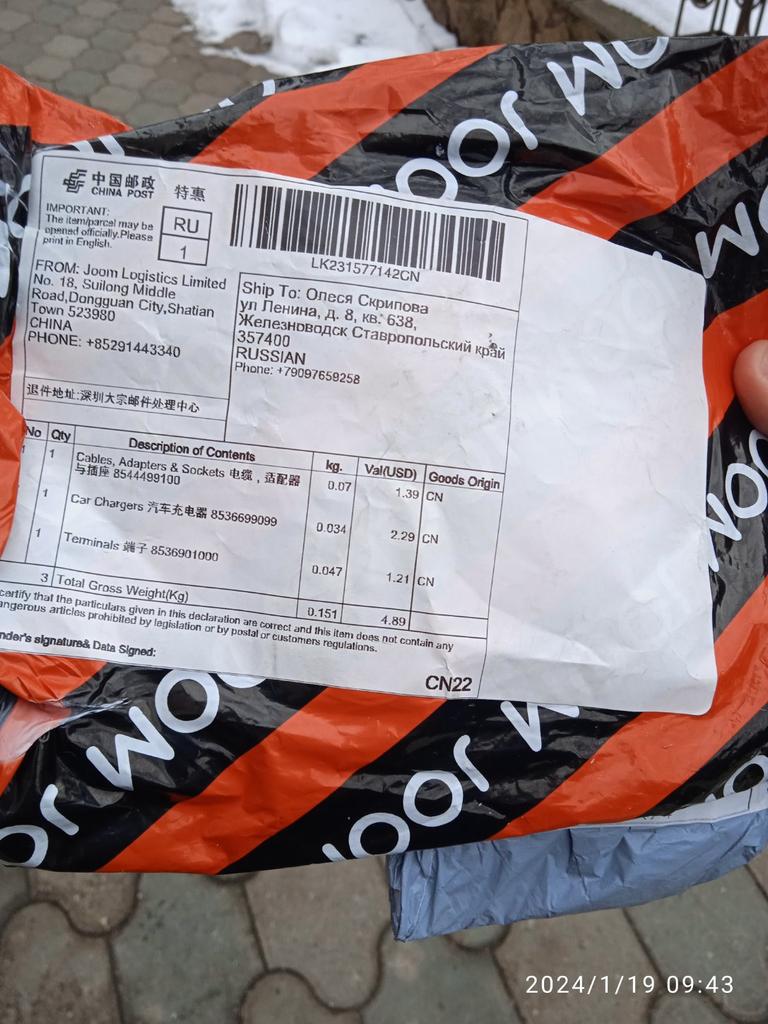 JOOM
JOOM
中国邮政
CHINA POST
特惠
IMPORTANT:
The item/parcel may be
opened officially.Please
print in English.
RU
1
LK231577142CN
FROM: Joom Logistics Limited
No. 18, Suilong Middle
Road,Dongguan City,Shatian
Town 523980
CHINA
PHONE: +85291443340
退件地址:深圳大宗邮件处理中心
Ship To: Олеся Скрипова
ул Ленина, д. 8, кв. 638,
Железноводск Ставропольский край
357400
RUSSIAN
Phone: +79097659258
No Qty Description of Contents kg. Val(USD) Goods Origin
1 1 Cables, Adapters & Sockets 电缆，适配器
与插座 8544499100 0.07 1.39 CN
1 Car Chargers 汽车充电器 8536699099 0.034 2.29 CN
1 Terminals 端子 8536901000 0.047 1.21 CN
3 Total Gross Weight(Kg) 0.151 4.89
certify that the particulars given in this declaration are correct and this item does not contain any
angerous articles prohibited by legislation or by postal or customers regulations.
nder's signature& Data Signed:
CN22
JOOM
JOOM
2024/1/19 09:43